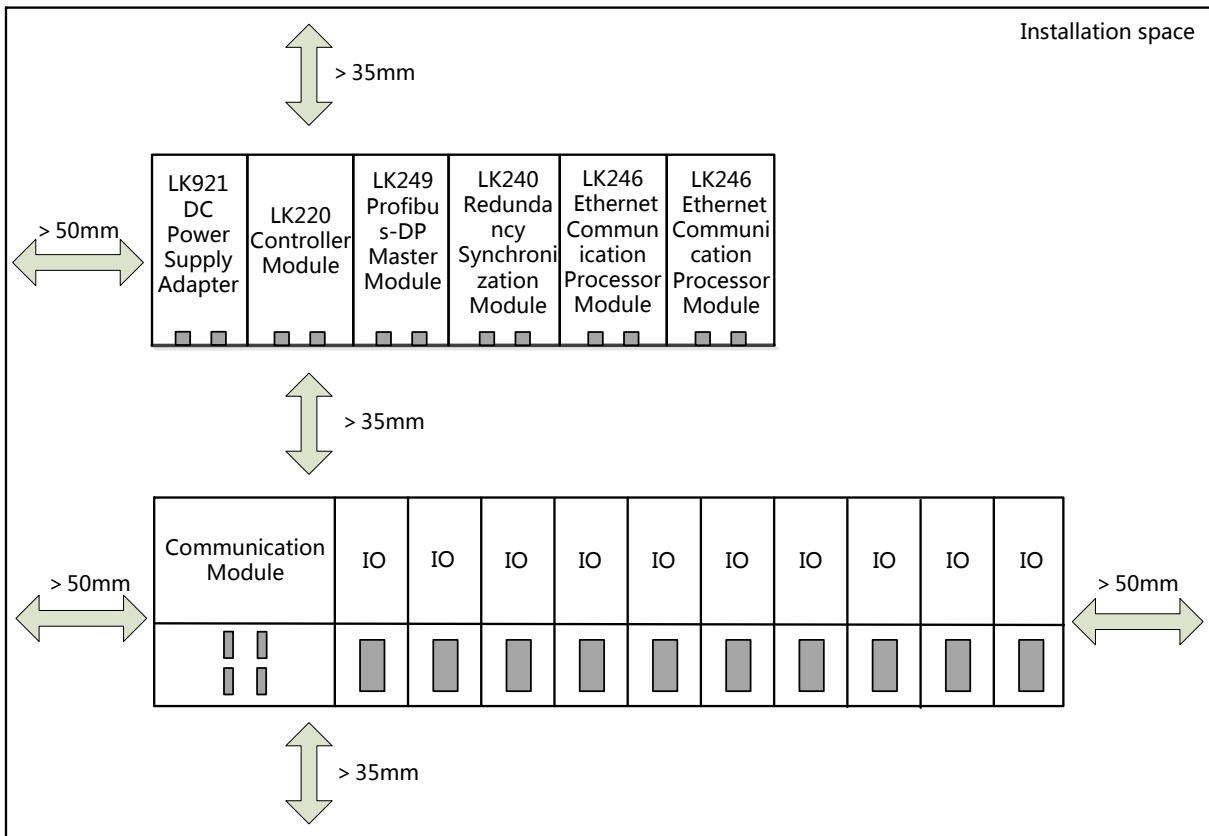 Installation space
> 35mm
> 50mm
LK921
DC
Power
Supply
Adapter
LK220
Controller
Module
LK249
Profibu
s-DP
Master
Module
LK240
Redunda
ncy
Synchroni
zation
Module
LK246
Ethernet
Commun
ication
Processor
Module
LK246
Ethernet
Communi
cation
Processor
Module
> 35mm
Communication
Module
IO
IO
IO
IO
IO
IO
IO
IO
IO
IO
> 50mm
> 50mm
> 35mm